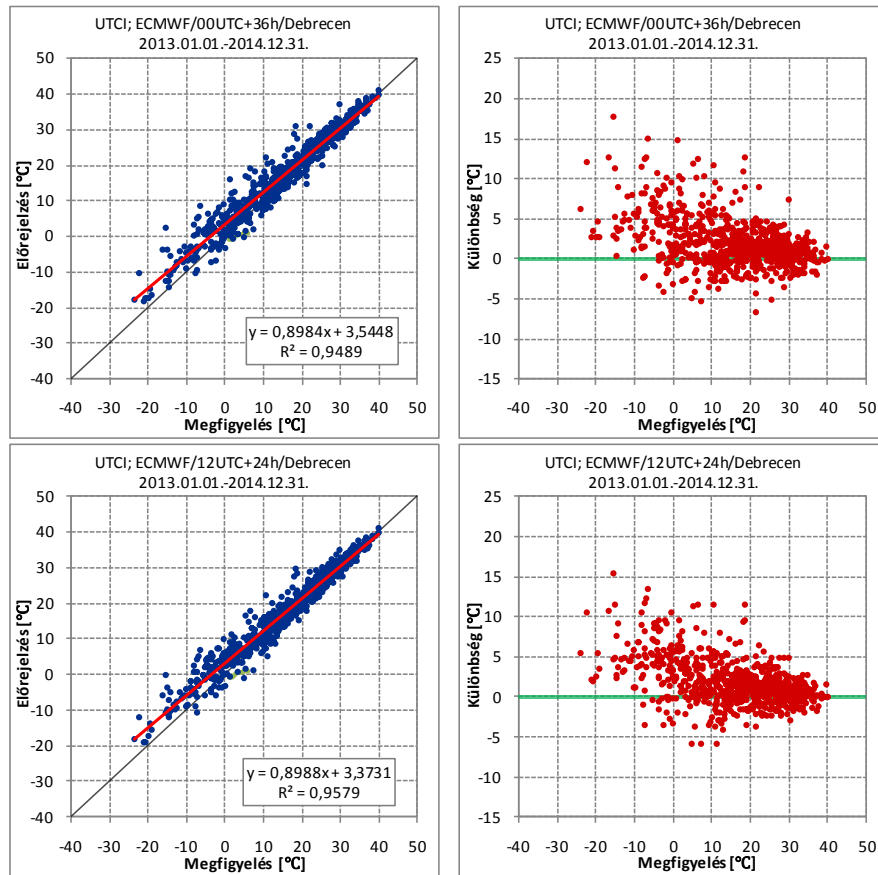 UTCI; ECMWF/00UTC+36h/Debrecen
2013.01.01.-2014.12.31.
Előrejelzés [℃]
50
40
30
20
10
0
-10
-20
-30
-40
y = 0,8984x + 3,5448
R² = 0,9489
-40 -30 -20 -10 0 10 20 30 40 50
Megfigyelés [℃]
UTCI; ECMWF/00UTC+36h/Debrecen
2013.01.01.-2014.12.31.
Különbség [℃]
25
20
15
10
5
0
-5
-10
-15
-40 -30 -20 -10 0 10 20 30 40 50
Megfigyelés [℃]
UTCI; ECMWF/12UTC+24h/Debrecen
2013.01.01.-2014.12.31.
Előrejelzés [℃]
50
40
30
20
10
0
-10
-20
-30
-40
y = 0,8988x + 3,3731
R² = 0,9579
-40 -30 -20 -10 0 10 20 30 40 50
Megfigyelés [℃]
UTCI; ECMWF/12UTC+24h/Debrecen
2013.01.01.-2014.12.31.
Különbség [℃]
25
20
15
10
5
0
-5
-10
-15
-40 -30 -20 -10 0 10 20 30 40 50
Megfigyelés [℃]